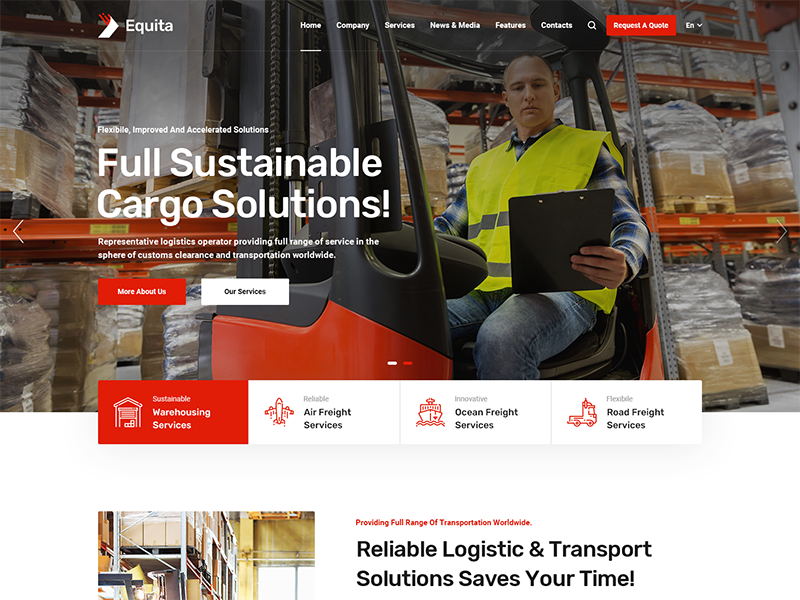 Equita
Home Company Services News & Media Features Contacts Request A Quote En
Flexibile, Improved And Accelerated Solutions
Full Sustainable
Cargo Solutions!
Representative logistics operator providing full range of service in the
sphere of customs clearance and transportation worldwide.
More About Us Our Services
Sustainable
Warehousing
Services
Reliable
Air Freight
Services
Innovative
Ocean Freight
Services
Flexibile
Road Freight
Services
Providing Full Range Of Transportation Worldwide.
Reliable Logistic & Transport
Solutions Saves Your Time!